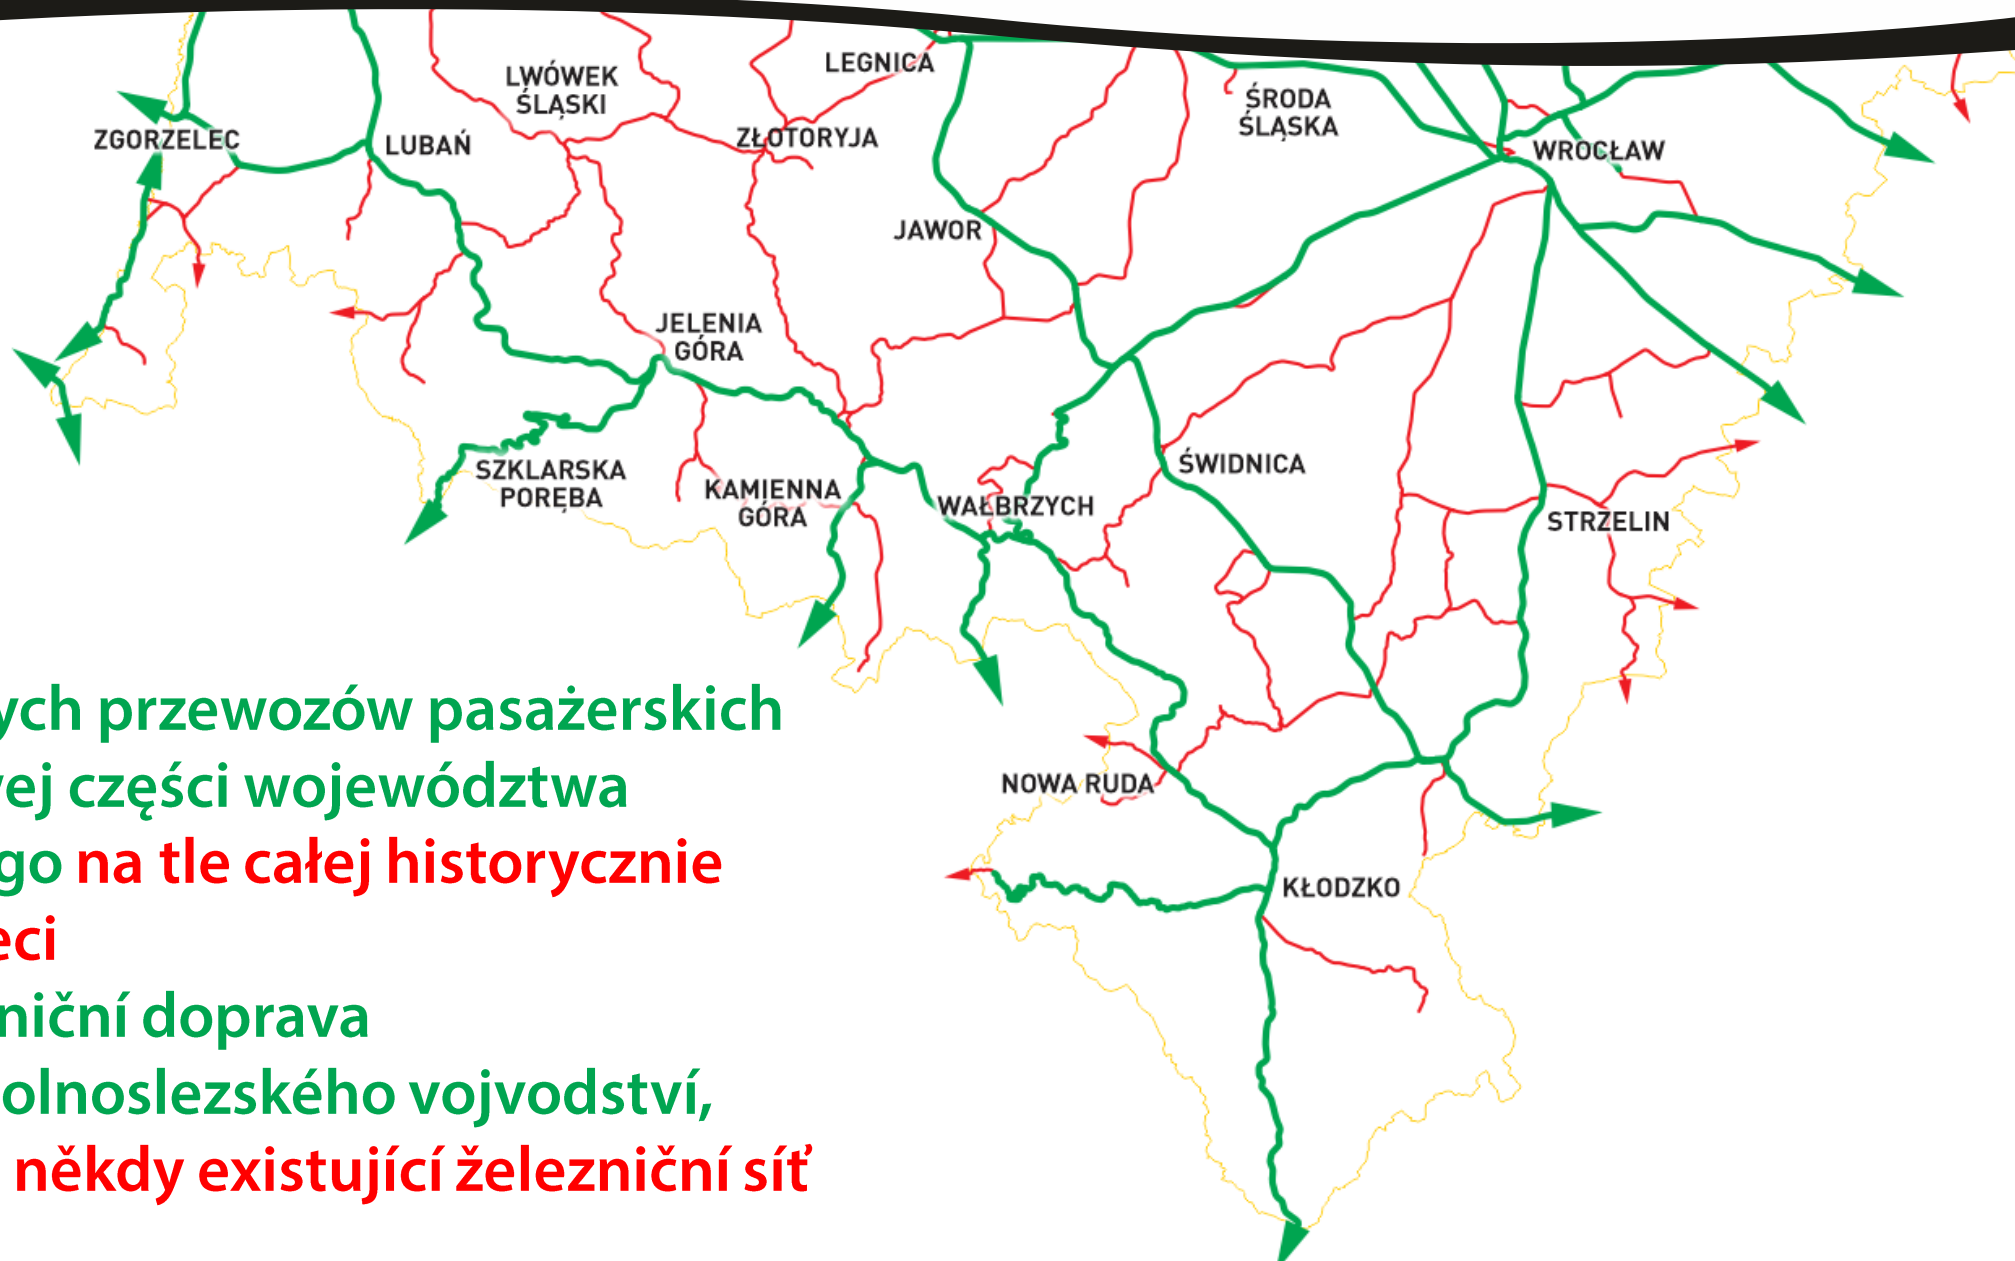 LEGNICA
LWÓWEK
ŚLĄSKI
ŚRODA
ŚLĄSKA
ZGORZELEC
LUBAŃ
ZŁOTORYJA
WROCŁAW
JAWOR
JELENIA
GÓRA
SZKLARSKA
PORĘBA
KAMIENNA
GÓRA
WAŁBRZYCH
ŚWIDNICA
STRZELIN
NOWA RUDA
KŁODZKO
ych przewozów pasażerskich
ej części województwa
go na tle całej historycznie
eci
niční doprava
olnoslezského vojvodství,
někdy existující železniční síť